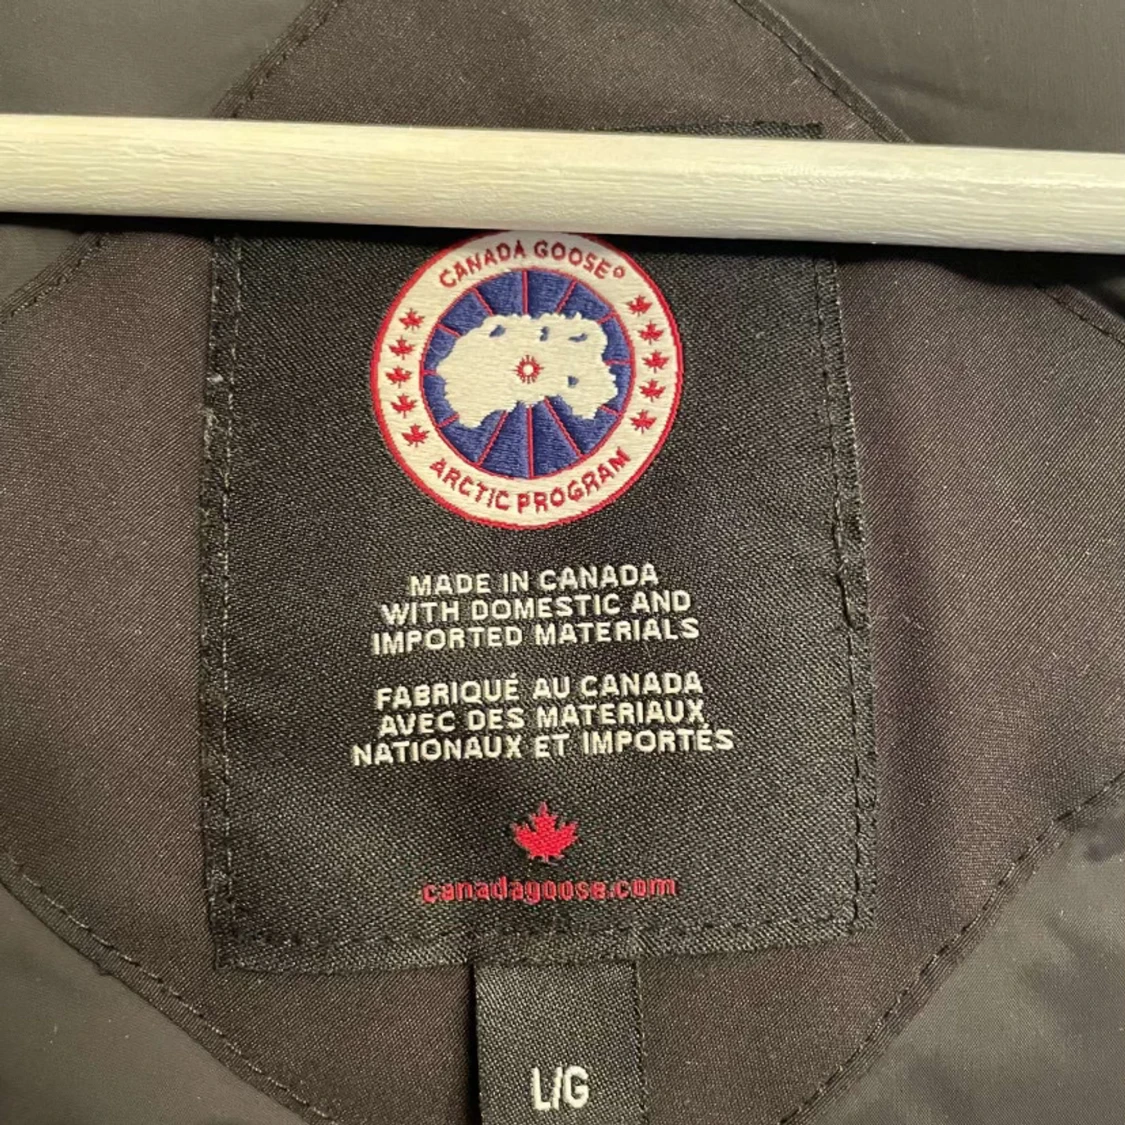 CANADA GOOSE®
ARCTIC PROGRAM
MADE IN CANADA
WITH DOMESTIC AND
IMPORTED MATERIALS
FABRIQUÉ AU CANADA
AVEC DES MATERIAUX
NATIONAUX ET IMPORTÉS
canadagoose.com
L/G